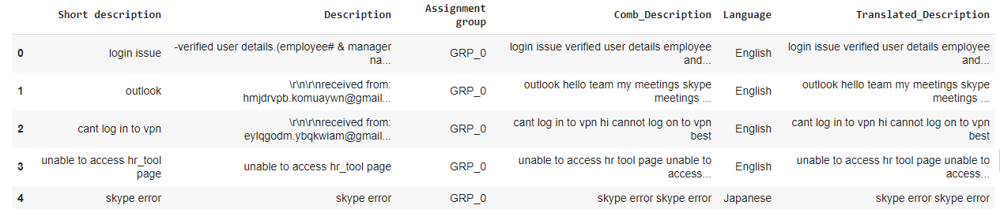 Short description Description Assignment group Comb_Description Language Translated_Description
0 login issue -verified user details.(employee# & manager na... GRP_0 login issue verified user details employee and... English login issue verified user details employee and...
1 outlook \r\n\r\nreceived from: hmjdrvpb.komuaywn@gmail... GRP_0 outlook hello team my meetings skype meetings ... English outlook hello team my meetings skype meetings ...
2 cant log in to vpn \r\n\r\nreceived from: eylqgodm.ybqkwiam@gmail... GRP_0 cant log in to vpn hi cannot log on to vpn best English cant log in to vpn hi cannot log on to vpn best
3 unable to access hr_tool page unable to access hr_tool page GRP_0 unable to access hr tool page unable to access... English unable to access hr tool page unable to access...
4 skype error skype error GRP_0 skype error skype error Japanese skype error skype error